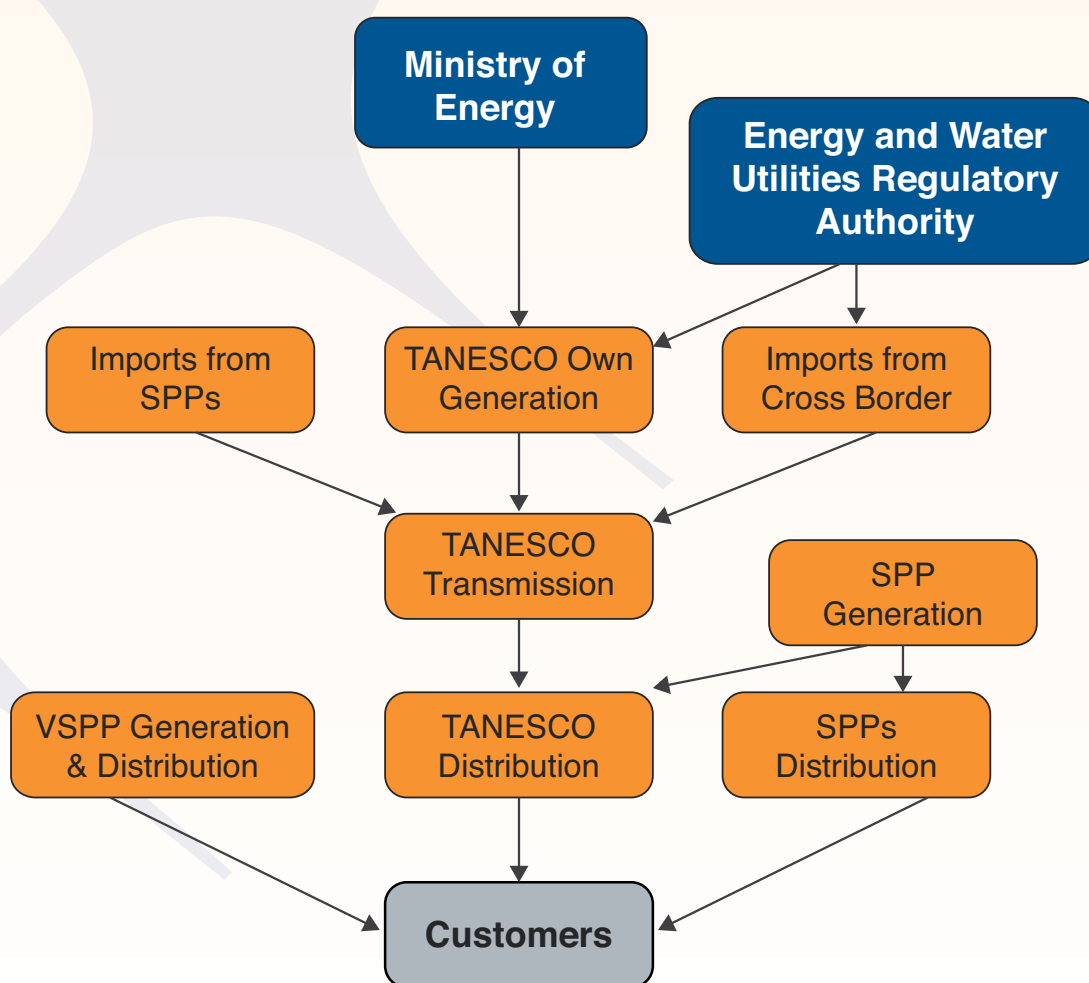 Ministry of
Energy
Energy and Water
Utilities Regulatory
Authority
Imports from
SPPs
TANESCO Own
Generation
Imports from
Cross Border
TANESCO
Transmission
SPP
Generation
VSPP Generation
& Distribution
TANESCO
Distribution
SPPs
Distribution
Customers